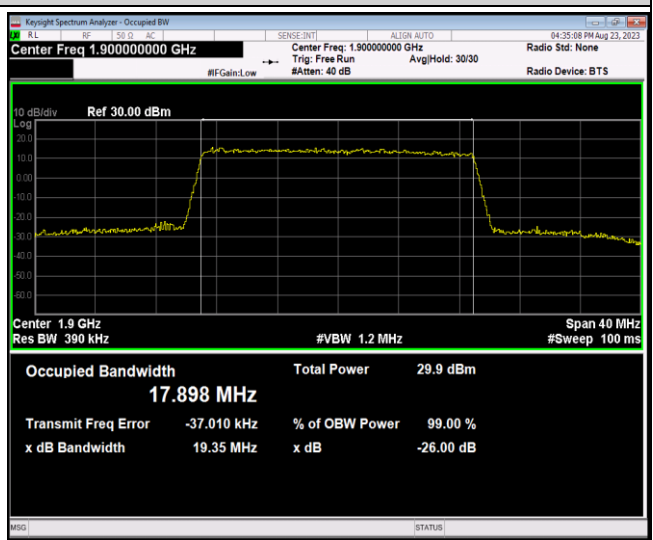 Keysight Spectrum Analyzer - Occupied BW
RL RF 50 Ω AC SENSE:INT ALIGN AUTO 04:35:08 PM Aug 23, 2023
Center Freq 1.900000000 GHz Center Freq: 1.900000000 GHz Radio Std: None
Trig: Free Run Avg|Hold: 30/30
#IFGain:Low #Atten: 40 dB Radio Device: BTS
10 dB/div Ref 30.00 dBm
Log
20.0
10.0
0.00
-10.0
-20.0
-30.0
-40.0
-50.0
-60.0
Center 1.9 GHz Span 40 MHz
Res BW 390 kHz #VBW 1.2 MHz #Sweep 100 ms
Occupied Bandwidth Total Power 29.9 dBm
17.898 MHz
Transmit Freq Error -37.010 kHz % of OBW Power 99.00 %
x dB Bandwidth 19.35 MHz x dB -26.00 dB
MSG STATUS